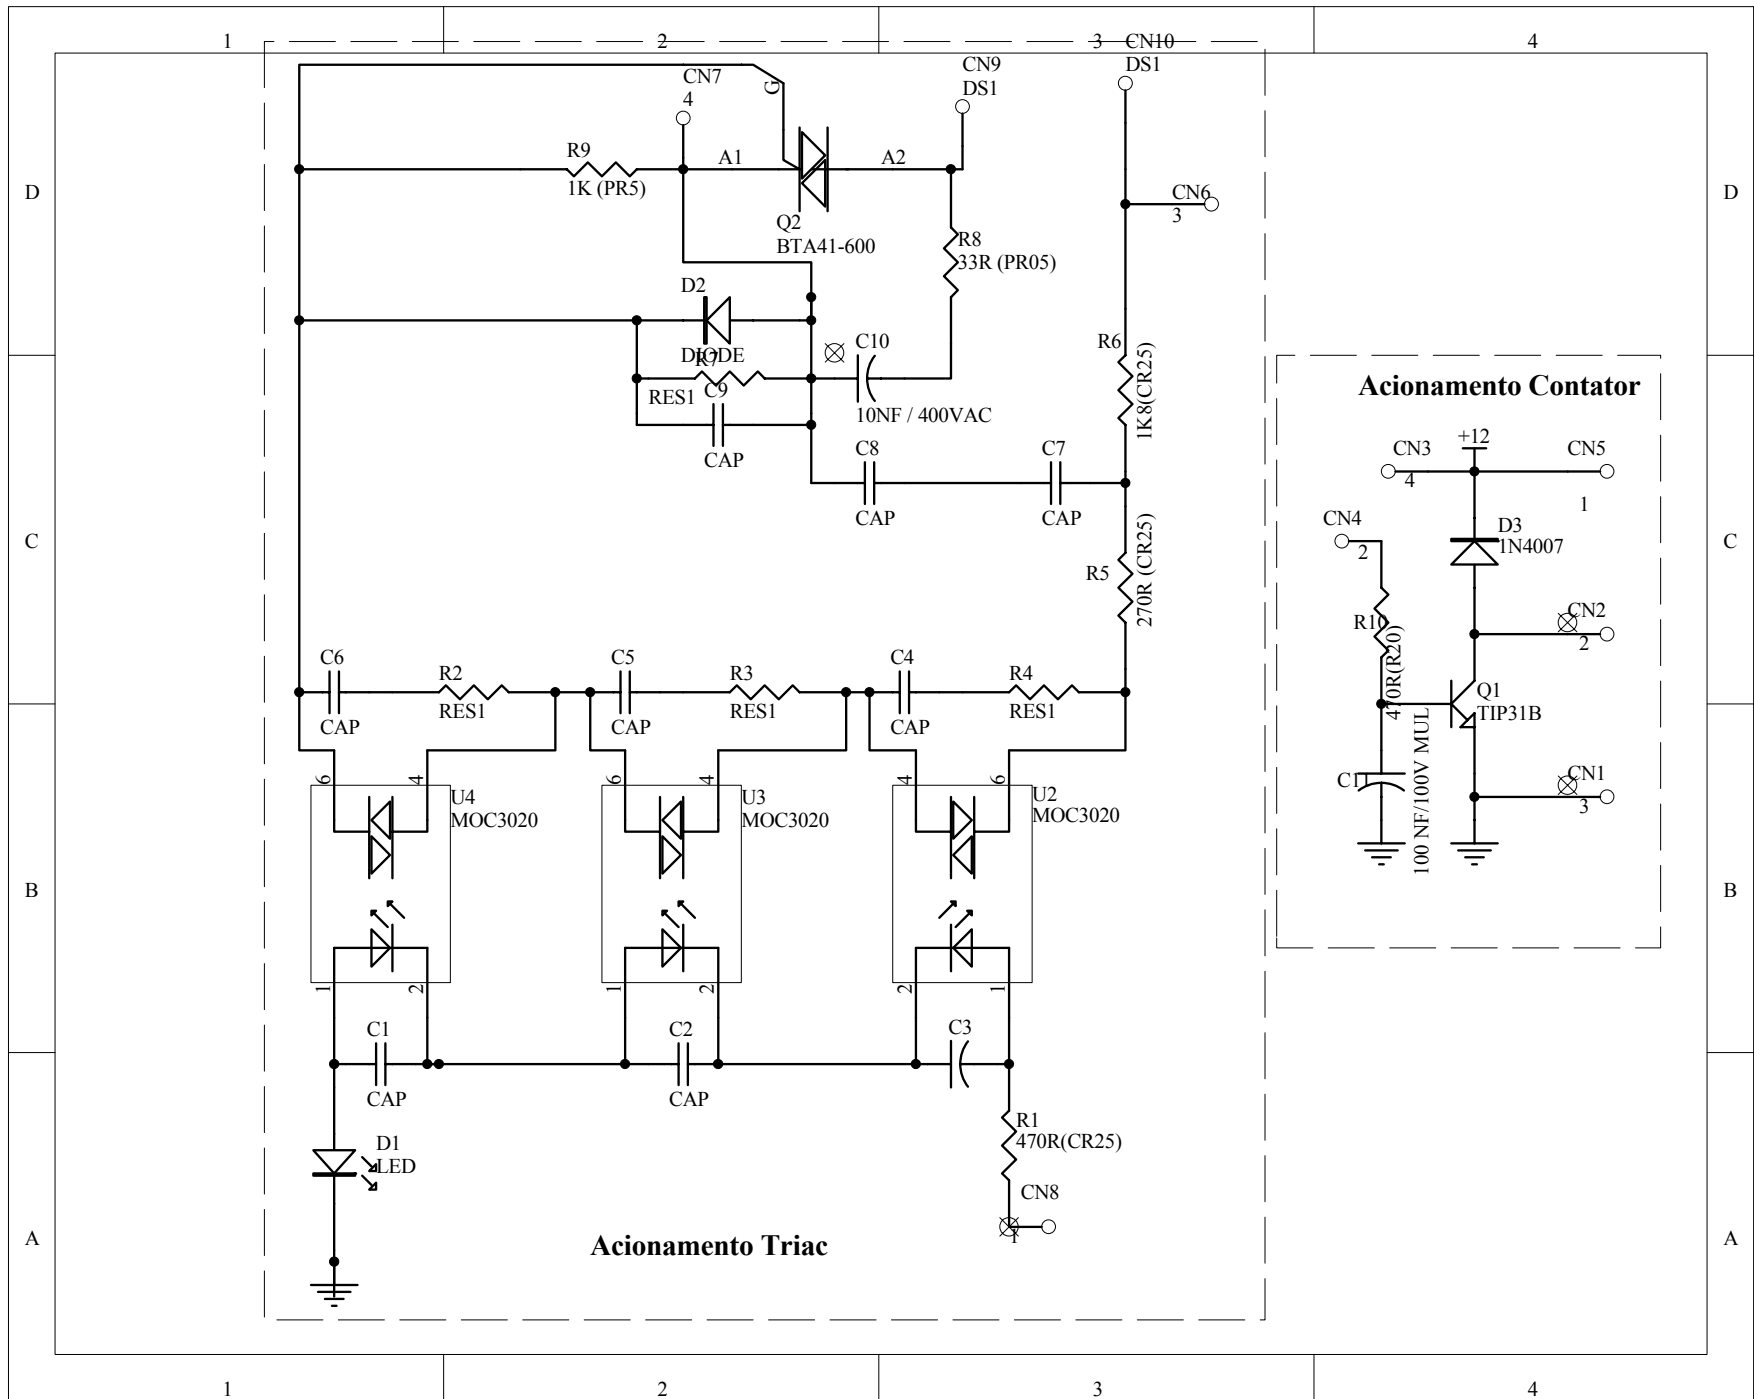 1
2
3
4
CN10
DS1
CN9
DS1
CN7
4
G
R9
1K (PR5)
A1
A2
Q2
BTA41-600
CN6
3
R8
33R (PR05)
D
D
D2
DIODE
R7
RES1
C9
CAP
C10
10NF / 400VAC
R6
1K8(CR25)
C8
CAP
C7
CAP
R5
270R (CR25)
Acionamento Contator
+12
CN3
4
CN5
1
CN4
2
D3
1N4007
C
C
R10
470R(R20)
CN2
2
Q1
TIP31B
C11
100 NF/100V MUL
CN1
3
C6
CAP
R2
RES1
C5
CAP
R3
RES1
C4
CAP
R4
RES1
6
4
U4
MOC3020
6
4
U3
MOC3020
4
6
U2
MOC3020
B
B
1
2
1
2
2
1
C1
CAP
C2
CAP
C3
R1
470R(CR25)
D1
LED
CN8
1
Acionamento Triac
A
A
1
2
3
4